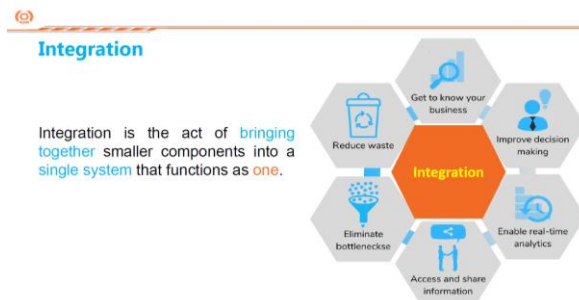 Integration
Integration is the act of bringing
together smaller components into a
single system that functions as one.
Get to know your
business
Improve decision
making
Enable real-time
analytics
Access and share
information
Eliminate
bottleneckse
Reduce waste
Integration